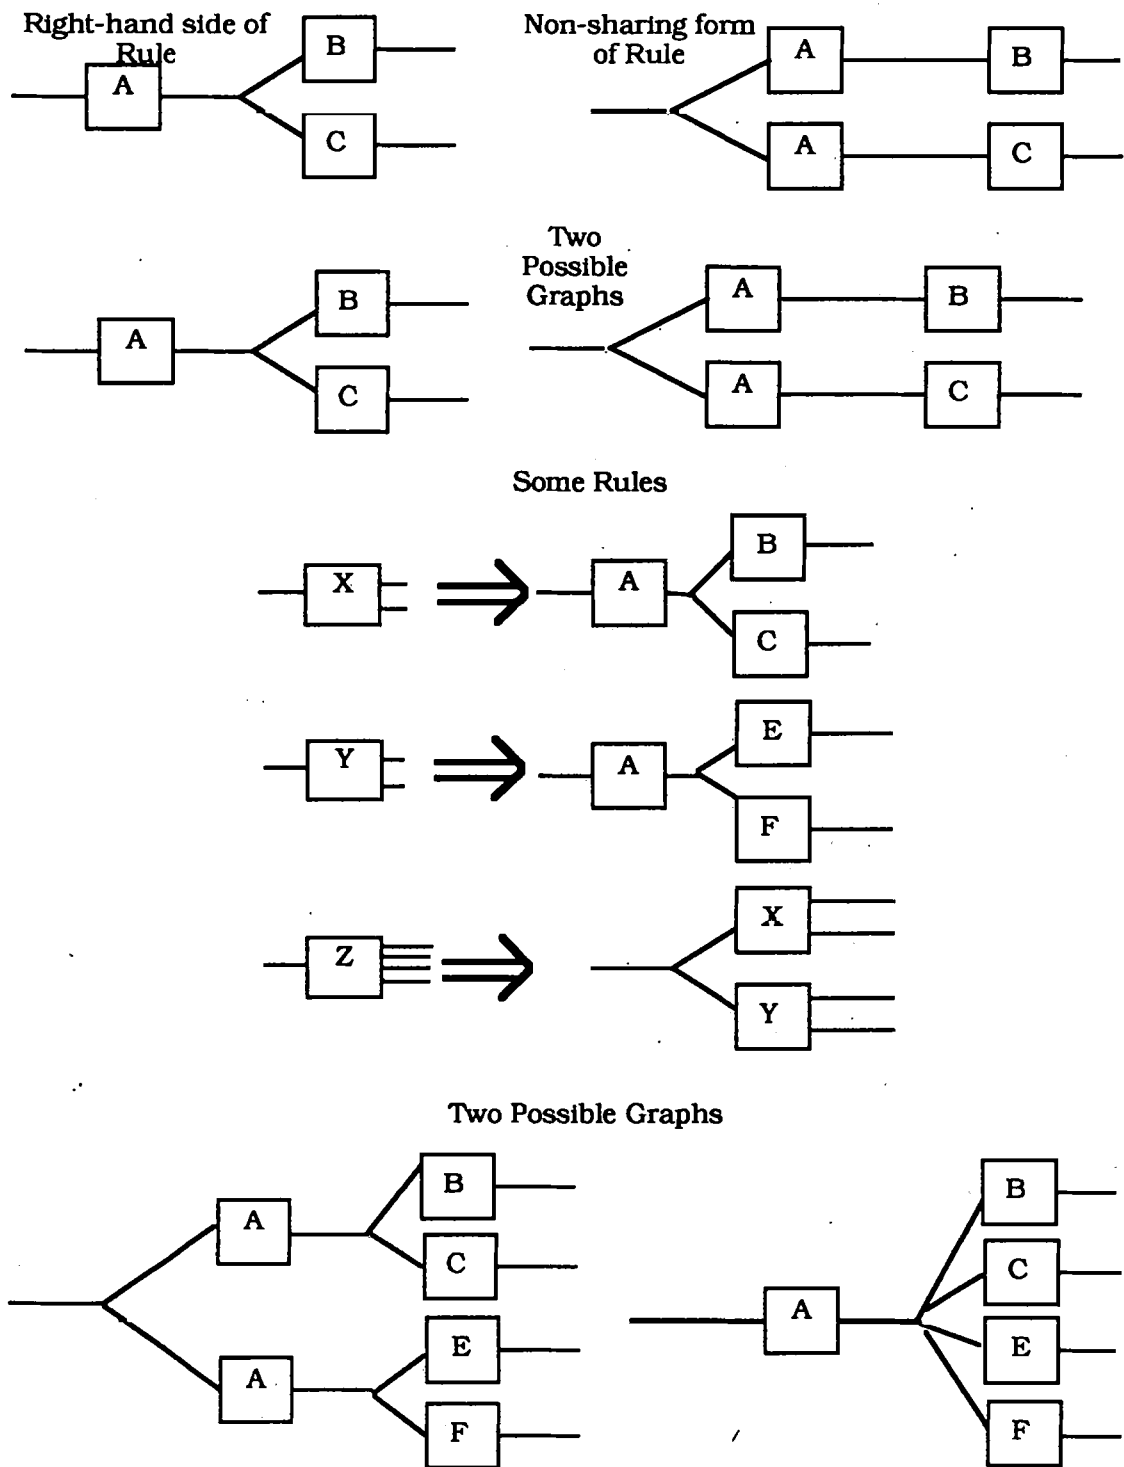 Right-hand side of
Rule
A
B
C
Non-sharing form
of Rule
A
B
A
C
A
B
C
Two
Possible
Graphs
A
B
A
C
Some Rules
X
A
B
C
Y
A
E
F
Z
X
Y
Two Possible Graphs
A
B
C
A
E
F
A
B
C
E
F